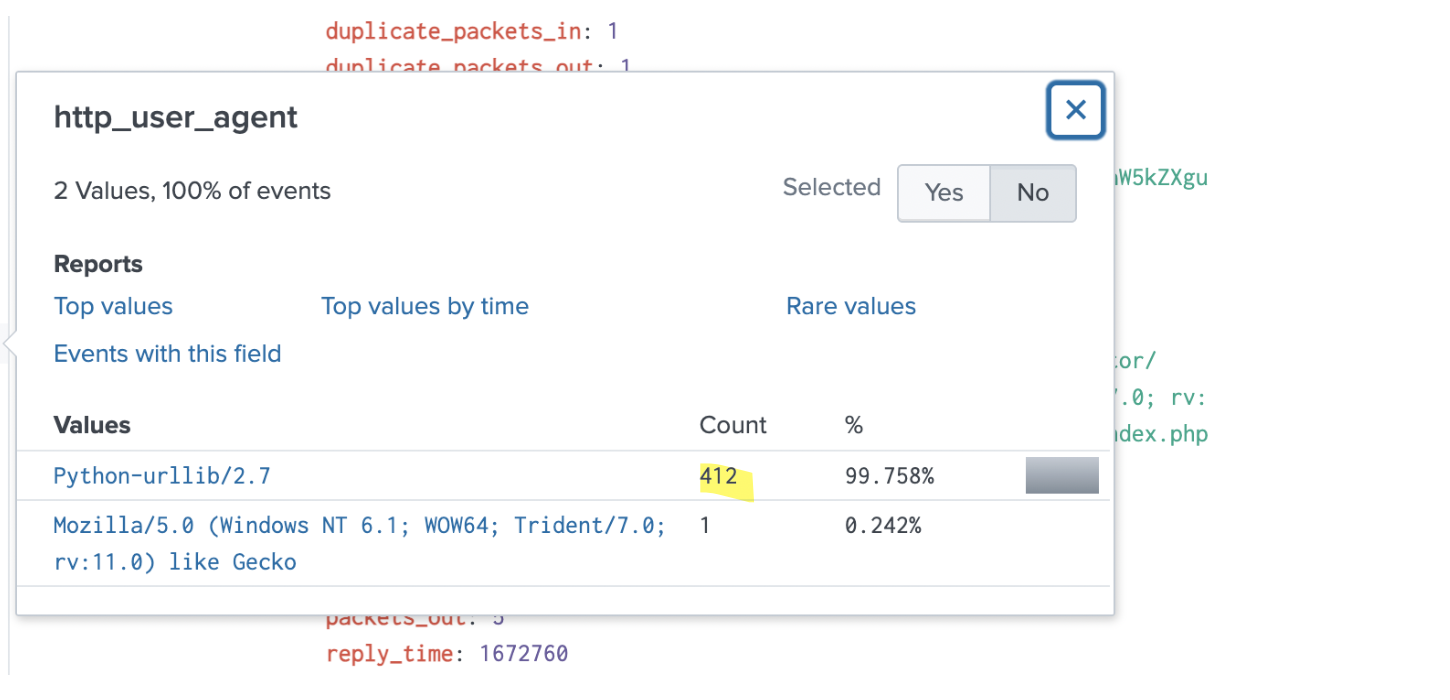 duplicate_packets_in: 1
duplicate_packets_out: 1
http_user_agent
2 Values, 100% of events
Selected Yes No
W5kZXgu
Reports
Top values Top values by time Rare values
Events with this field
tor/
7.0; rv:
Values Count %
ndex.php
Python-urllib/2.7 412 99.758%
Mozilla/5.0 (Windows NT 6.1; WOW64; Trident/7.0; 1 0.242%
rv:11.0) like Gecko
packets_out: 5
reply_time: 1672760